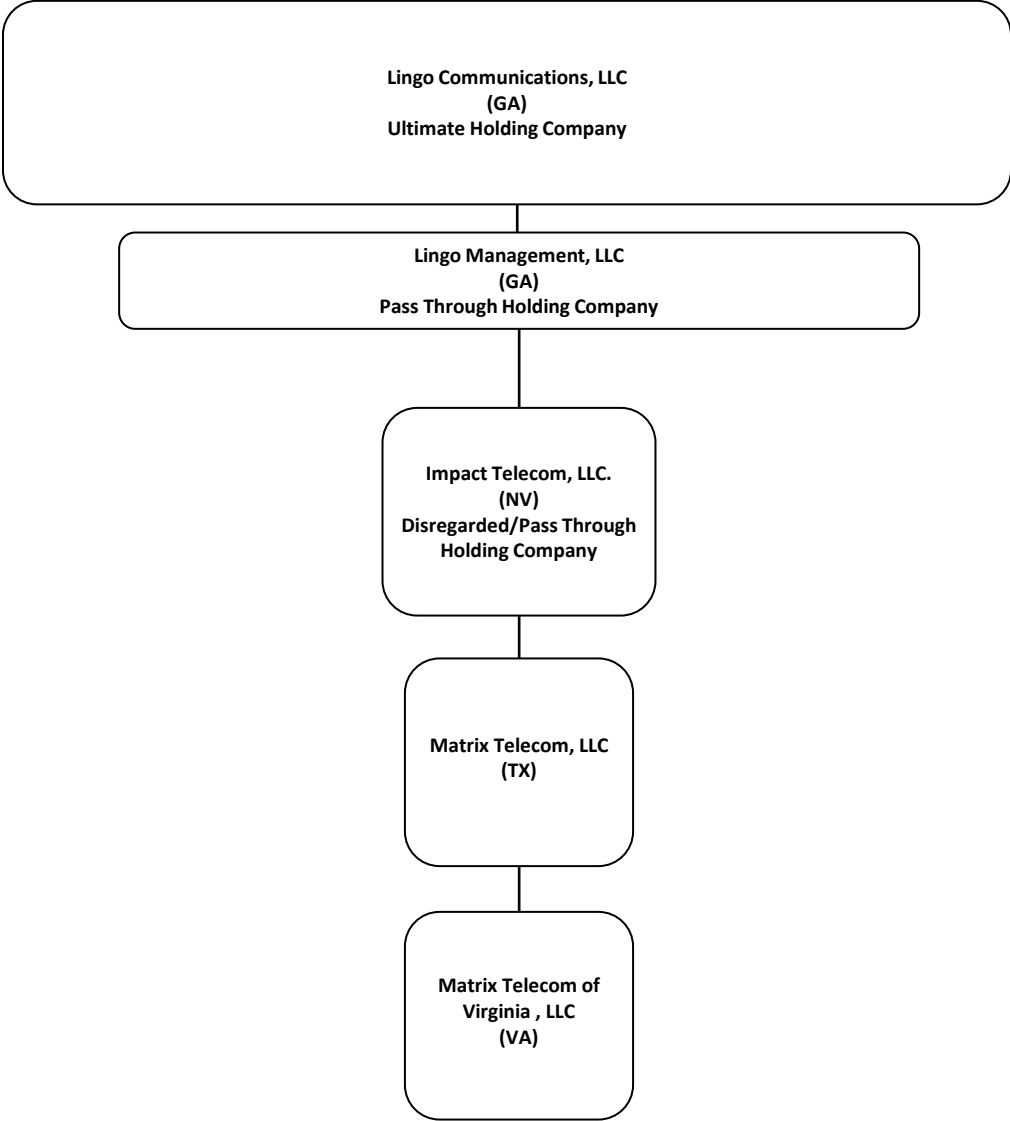 Lingo Communications, LLC
(GA)
Ultimate Holding Company
Lingo Management, LLC
(GA)
Pass Through Holding Company
Impact Telecom, LLC.
(NV)
Disregarded/Pass Through
Holding Company
Matrix Telecom, LLC
(TX)
Matrix Telecom of
Virginia , LLC
(VA)